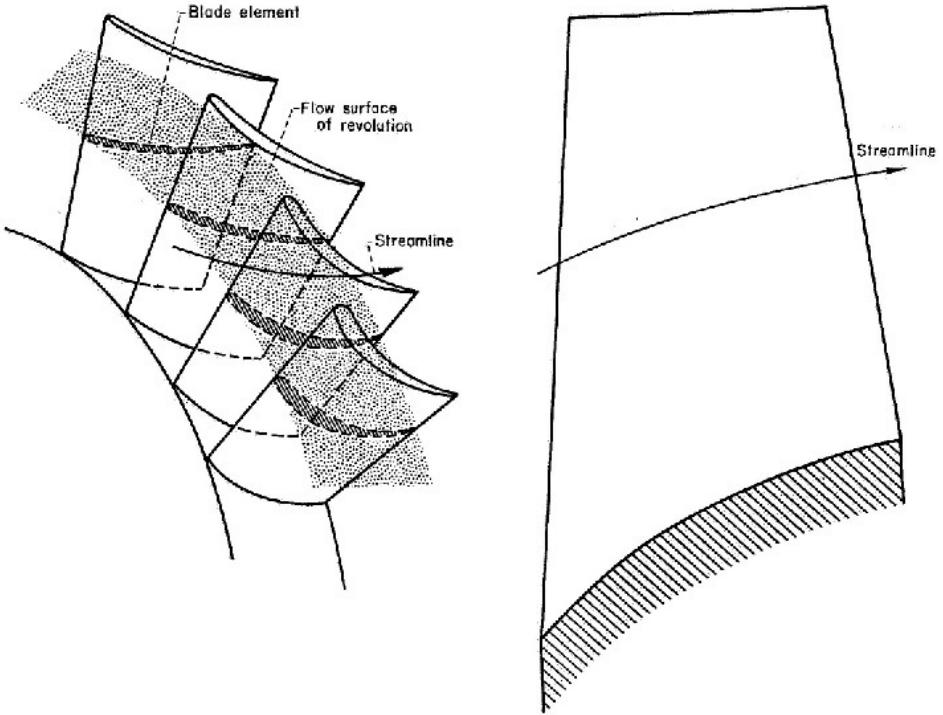 Blade element
Flow surface
of revolution
Streamline
Streamline